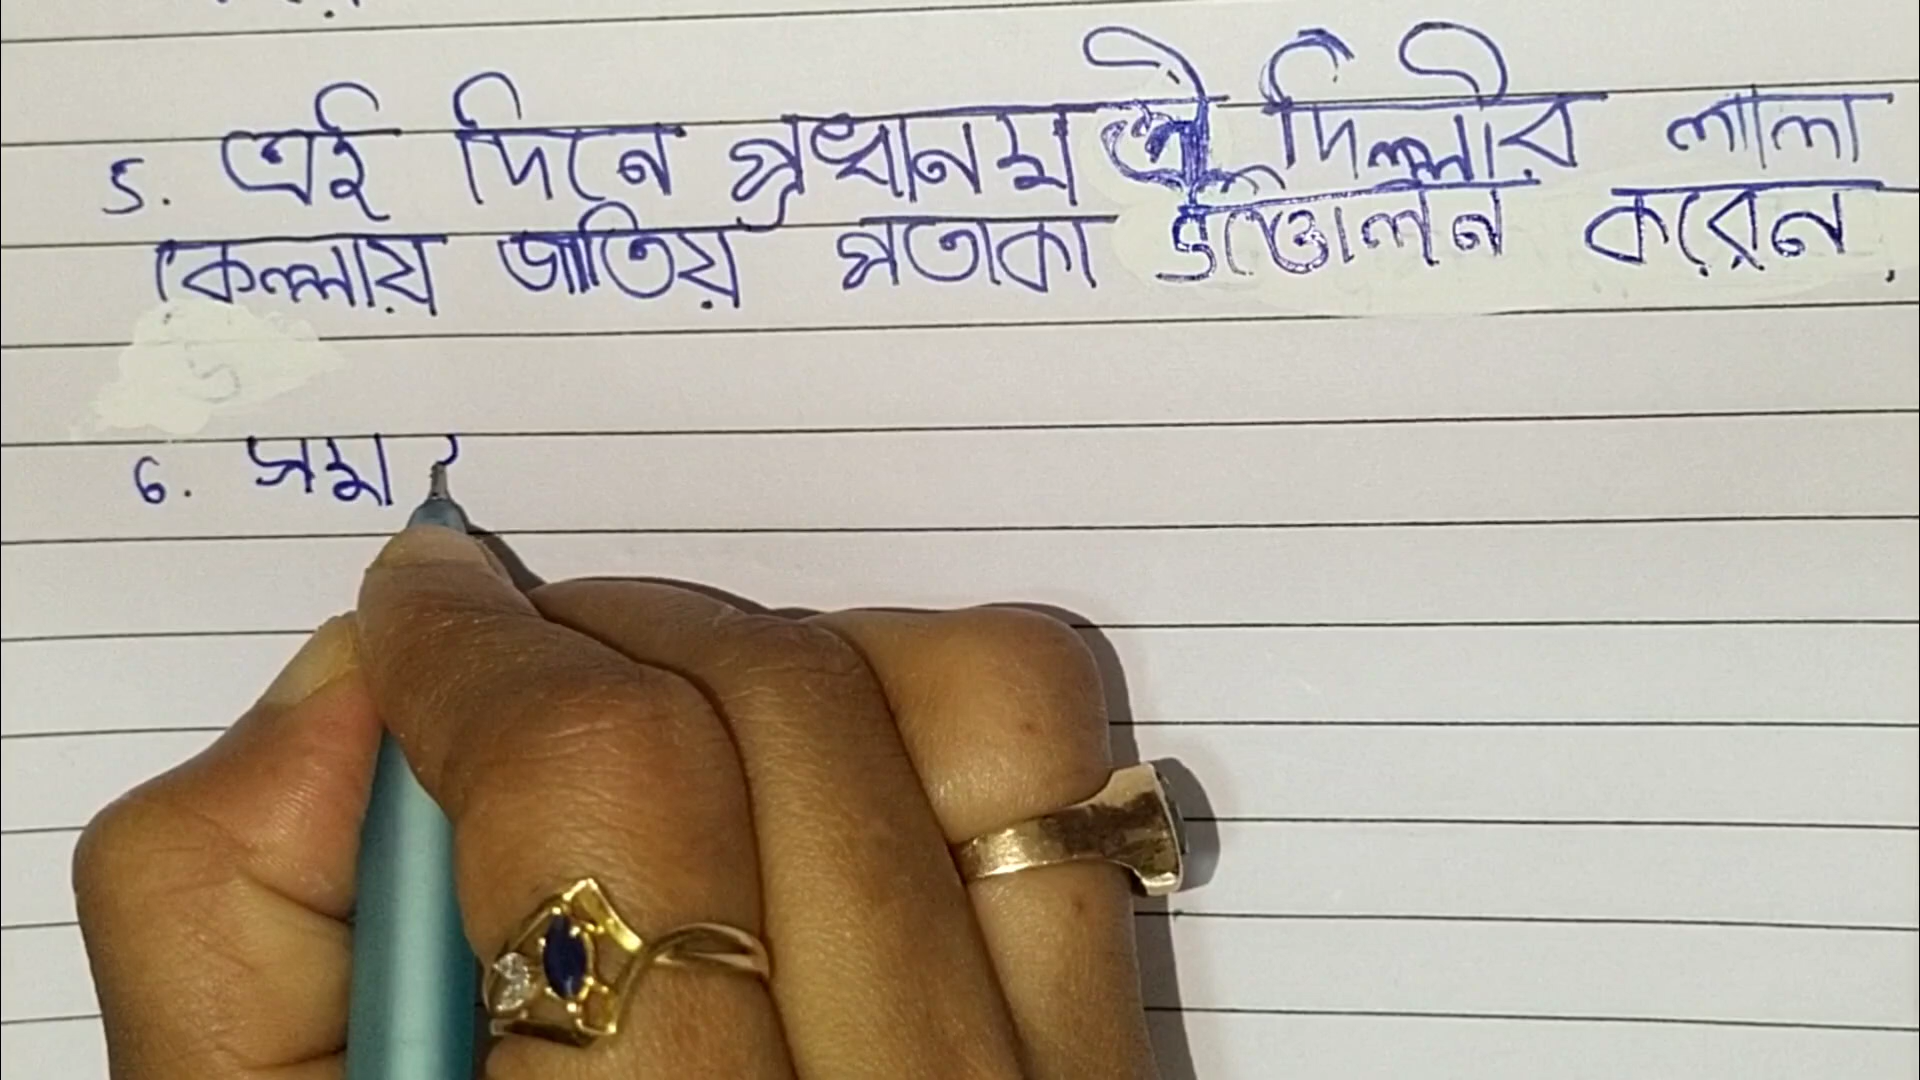 5. এই দিনে প্রধানমন্ত্রী দিল্লীর লাল
কেল্লায় জাতিয় পতাকা উত্তোলন করেন.
6. সম